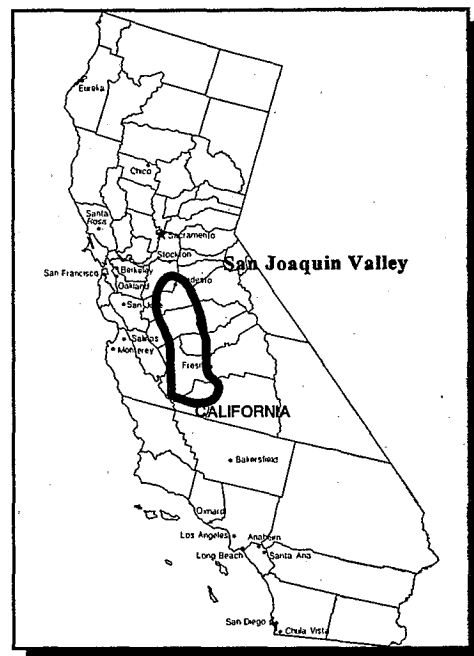 Eureka
Chico
Santa
Rosa
Sacramento
Stockton
San Joaquin Valley
San Francisco
Berkeley
Oakland
San Jose
Salinas
Monterey
CALIFORNIA
Bakersfield
Oxnard
Los Angeles
Anaheim
Long Beach
Santa Ana
San Diego
Chula Vista